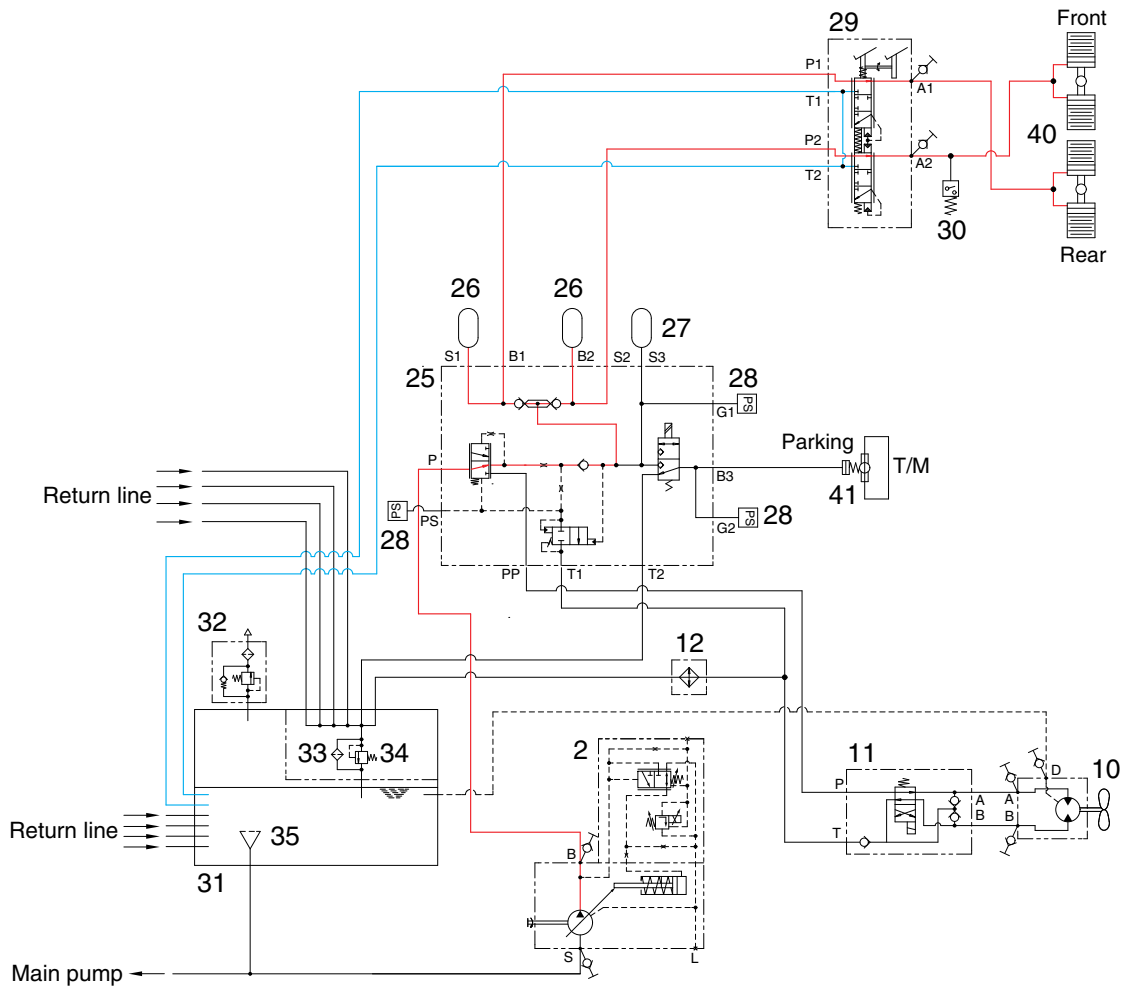 29
Front
P1
T1
A1
P2
T2
A2
40
30
Rear
26
26
27
S1
B1
B2
S2
S3
25
28
PS
G1
P
Parking
T/M
B3
41
Return line
PS
PS
28
G2
PS
28
PP
T1
T2
32
12
33
34
2
11
D
10
P
A
A
B
B
T
B
Return line
35
31
S
L
Main pump